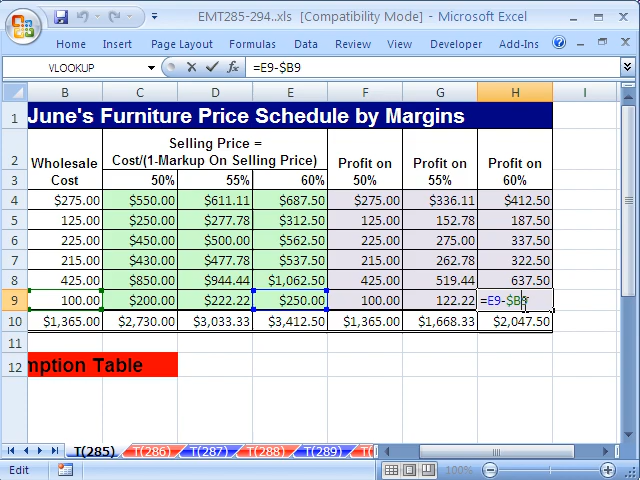 EMT285-294..xls [Compatibility Mode] - Microsoft Excel
Home Insert Page Layout Formulas Data Review View Developer Add-Ins
VLOOKUP fx =E9-$B9
B C D E F G H I
1 June's Furniture Price Schedule by Margins
Selling Price =
2 Wholesale Cost/(1-Markup On Selling Price) Profit on Profit on Profit on
3 Cost 50% 55% 60% 50% 55% 60%
4 $275.00 $550.00 $611.11 $687.50 $275.00 $336.11 $412.50
5 125.00 $250.00 $277.78 $312.50 125.00 152.78 187.50
6 225.00 $450.00 $500.00 $562.50 225.00 275.00 337.50
7 215.00 $430.00 $477.78 $537.50 215.00 262.78 322.50
8 425.00 $850.00 $944.44 $1,062.50 425.00 519.44 637.50
9 100.00 $200.00 $222.22 $250.00 100.00 122.22 =E9-$B9
10 $1,365.00 $2,730.00 $3,033.33 $3,412.50 $1,365.00 $1,668.33 $2,047.50
11
12 mption Table
T(285) T(286) T(287) T(288) T(289)
Edit 100%